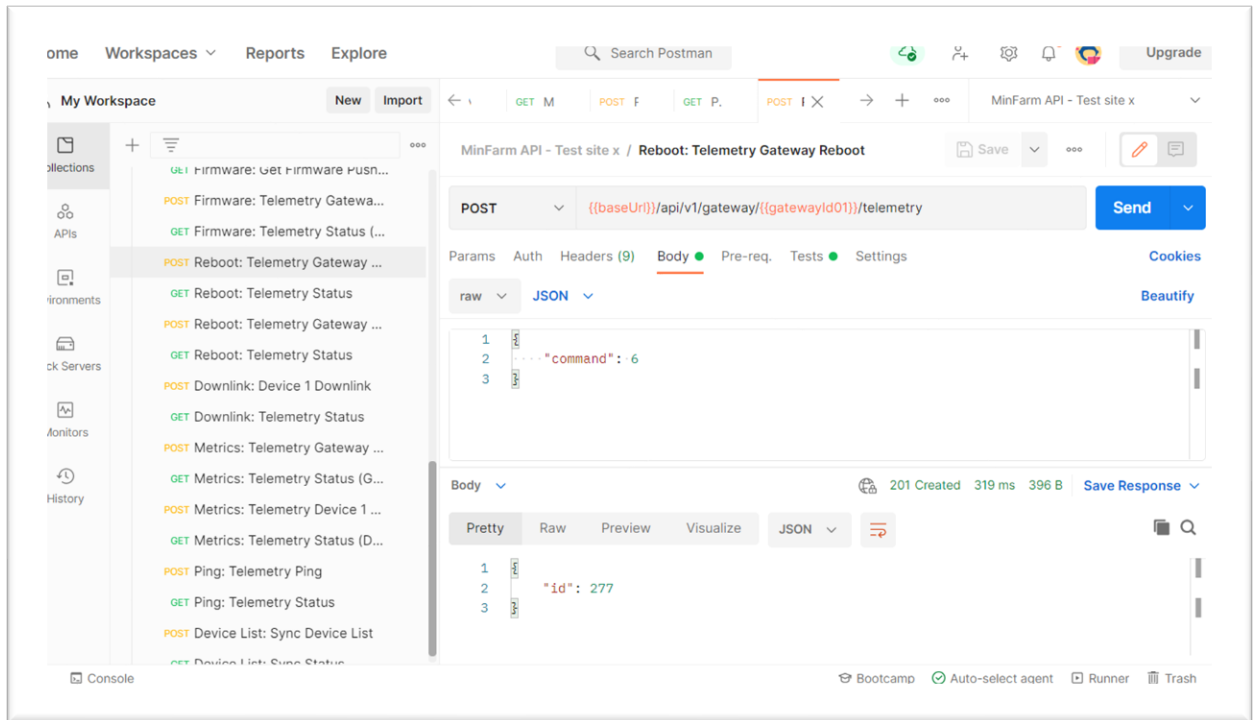 ome Workspaces Reports Explore Search Postman Upgrade
My Workspace New Import
GET M POST F GET P. POST MinFarm API - Test site x
ollections
APIs
vironments
ck Servers
Monitors
History
GET Firmware: Get Firmware Push...
POST Firmware: Telemetry Gatewa...
GET Firmware: Telemetry Status (...
POST Reboot: Telemetry Gateway ...
GET Reboot: Telemetry Status
POST Reboot: Telemetry Gateway ...
GET Reboot: Telemetry Status
POST Downlink: Device 1 Downlink
GET Downlink: Telemetry Status
POST Metrics: Telemetry Gateway ...
GET Metrics: Telemetry Status (G...
POST Metrics: Telemetry Device 1 ...
GET Metrics: Telemetry Status (D...
POST Ping: Telemetry Ping
GET Ping: Telemetry Status
POST Device List: Sync Device List
GET Device List: Sync Status
MinFarm API - Test site x / Reboot: Telemetry Gateway Reboot Save
POST {{baseUrl}}/api/v1/gateway/{{gatewayId01}}/telemetry Send
Params Auth Headers (9) Body Pre-req. Tests Settings Cookies
raw JSON Beautify
1 {
2 "command": 6
3 }
Body 201 Created 319 ms 396 B Save Response
Pretty Raw Preview Visualize JSON
1 {
2 "id": 277
3 }
Console Bootcamp Auto-select agent Runner Trash